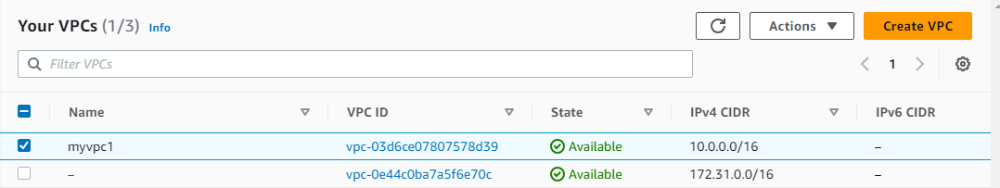 Your VPCs (1/3) Info Actions Create VPC
Filter VPCs 1
Name VPC ID State IPv4 CIDR IPv6 CIDR
myvpc1 vpc-03d6ce07807578d39 Available 10.0.0.0/16 –
– vpc-0e44c0ba7a5f6e70c Available 172.31.0.0/16 –